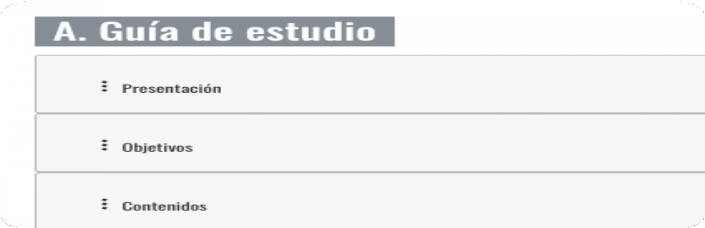 A. Guía de estudio
Presentación
Objetivos
Contenidos